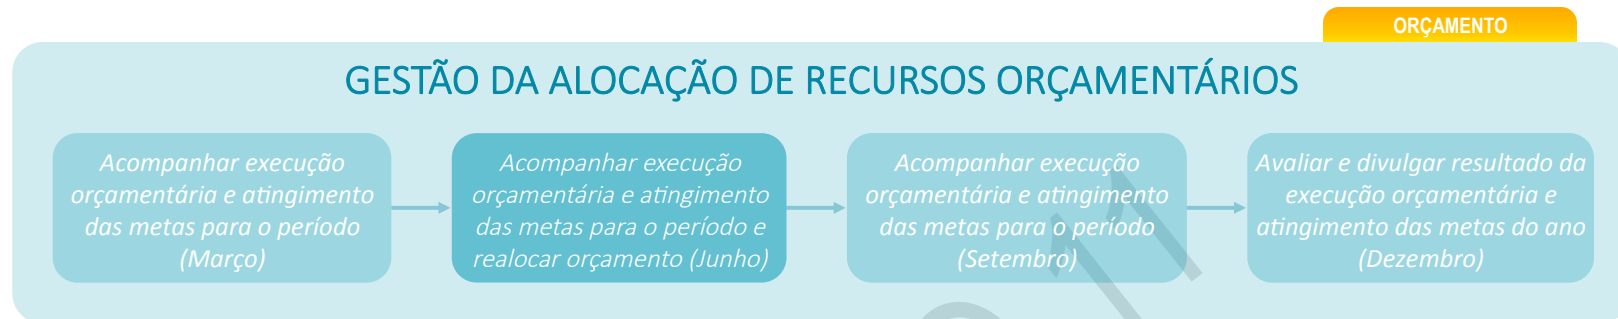 ORÇAMENTO
GESTÃO DA ALOCAÇÃO DE RECURSOS ORÇAMENTÁRIOS
Acompanhar execução
orçamentária e atingimento
das metas para o período
(Março)
Acompanhar execução
orçamentária e atingimento
das metas para o período e
realocar orçamento (Junho)
Acompanhar execução
orçamentária e atingimento
das metas para o período
(Setembro)
Avaliar e divulgar resultado da
execução orçamentária e
atingimento das metas do ano
(Dezembro)